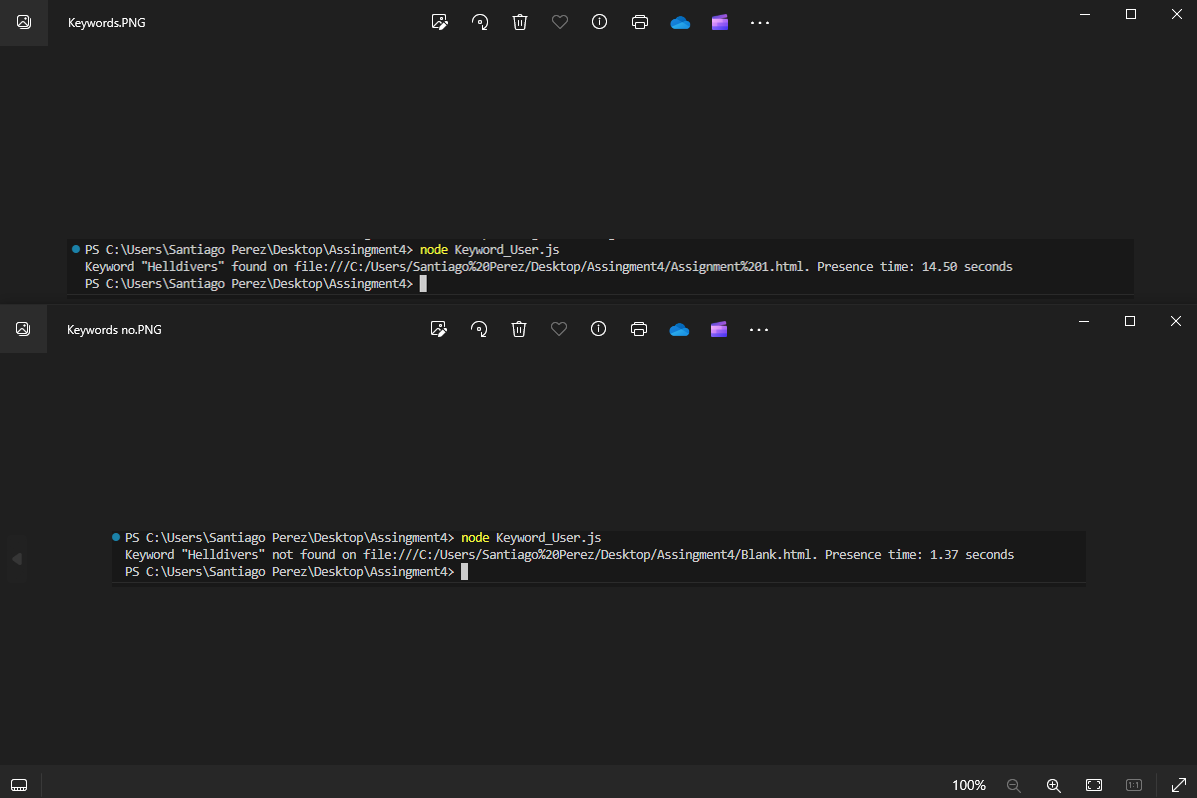 Keywords.PNG
PS C:\Users\Santiago Perez\Desktop\Assingment4> node Keyword_User.js
Keyword "Helldivers" found on file:///C:/Users/Santiago%20Perez/Desktop/Assingment4/Assignment%201.html. Presence time: 14.50 seconds
PS C:\Users\Santiago Perez\Desktop\Assingment4>
Keywords no.PNG
PS C:\Users\Santiago Perez\Desktop\Assingment4> node Keyword_User.js
Keyword "Helldivers" not found on file:///C:/Users/Santiago%20Perez/Desktop/Assingment4/Blank.html. Presence time: 1.37 seconds
PS C:\Users\Santiago Perez\Desktop\Assingment4>
100%
1:1